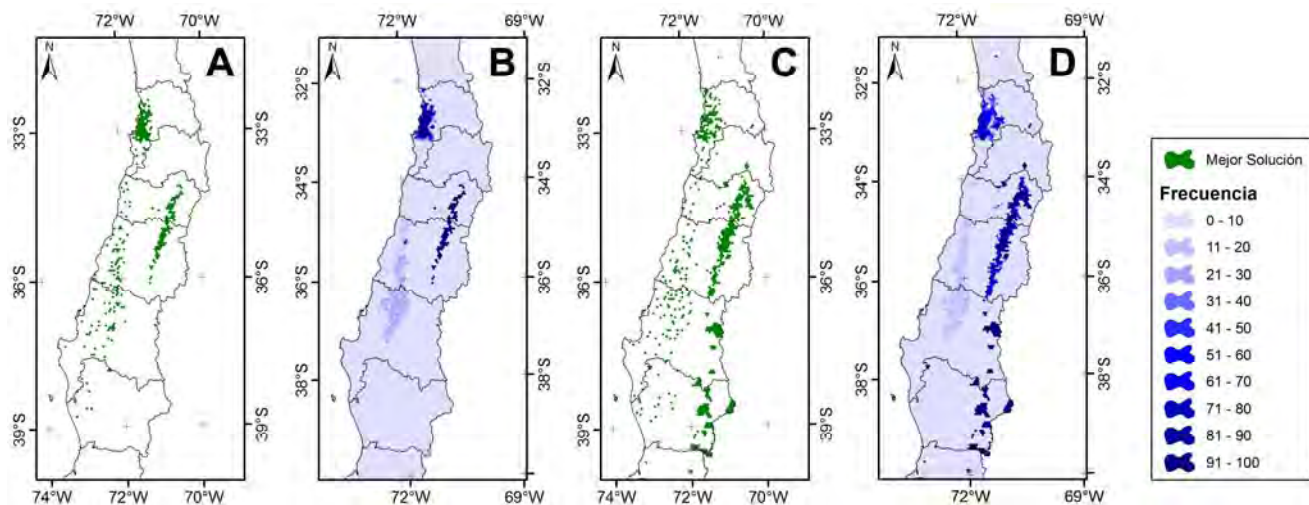 72°W 70°W
72°W 69°W
72°W 70°W
72°W 69°W
N A
N B
N C
N D
33°S
36°S
39°S
33°S
36°S
39°S
32°S
34°S
36°S
38°S
32°S
34°S
36°S
38°S
32°S
34°S
36°S
38°S
32°S
34°S
36°S
38°S
74°W 72°W 70°W
72°W 69°W
72°W 70°W
72°W 69°W
Mejor Solución
Frecuencia
0 - 10
11 - 20
21 - 30
31 - 40
41 - 50
51 - 60
61 - 70
71 - 80
81 - 90
91 - 100